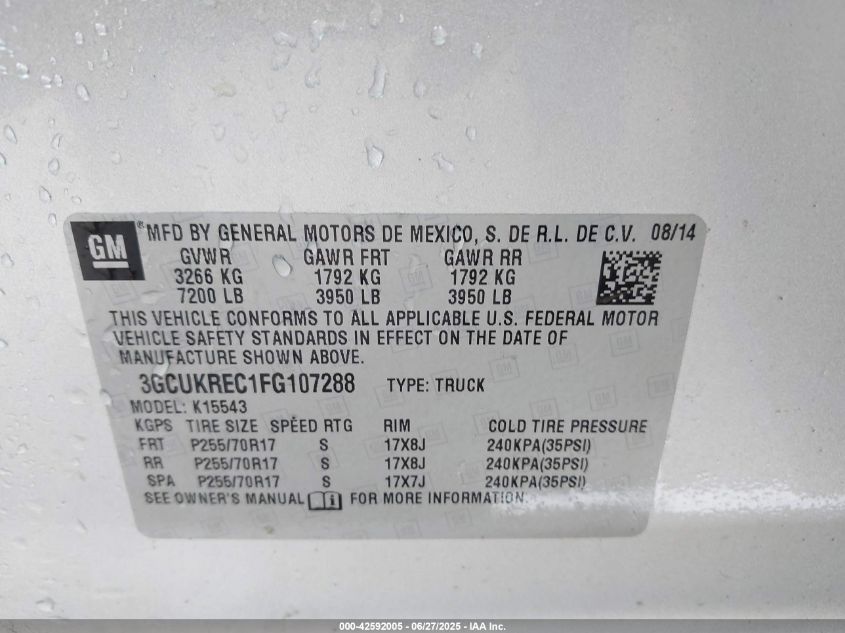 GM ® MFD BY GENERAL MOTORS DE MEXICO, S. DE R.L. DE C.V. 08/14
GVWR GAWR FRT GAWR RR
3266 KG 1792 KG 1792 KG
7200 LB 3950 LB 3950 LB
THIS VEHICLE CONFORMS TO ALL APPLICABLE U.S. FEDERAL MOTOR
VEHICLE SAFETY STANDARDS IN EFFECT ON THE DATE OF
MANUFACTURE SHOWN ABOVE.
3GCUKREC1FG107288 TYPE: TRUCK
MODEL: K15543
KGPS TIRE SIZE SPEED RTG RIM COLD TIRE PRESSURE
FRT P255/70R17 S 17X8J 240KPA(35PSI)
RR P255/70R17 S 17X8J 240KPA(35PSI)
SPA P255/70R17 S 17X7J 240KPA(35PSI)
SEE OWNER'S MANUAL FOR MORE INFORMATION.
000-42592005 - 06/27/2025 - IAA Inc.